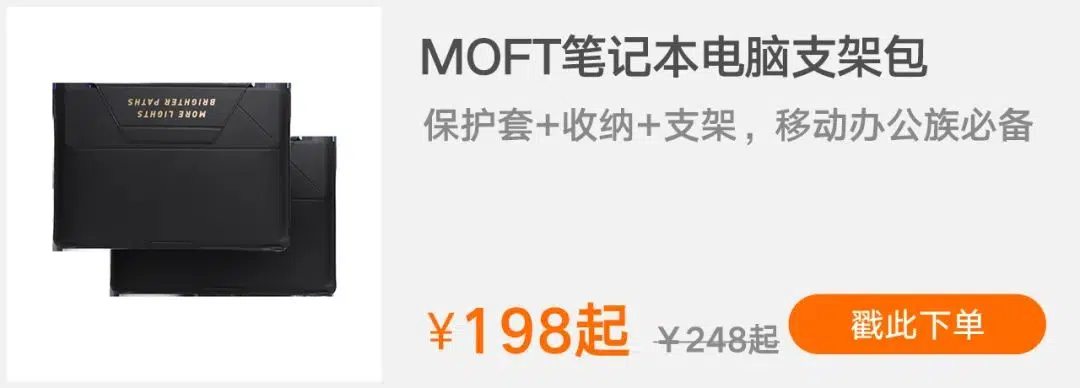 MORE LIGHTS
BRIGHTER PATHS
MOFT笔记本电脑支架包
保护套+收纳+支架，移动办公族必备
¥198起
¥248起
戳此下单